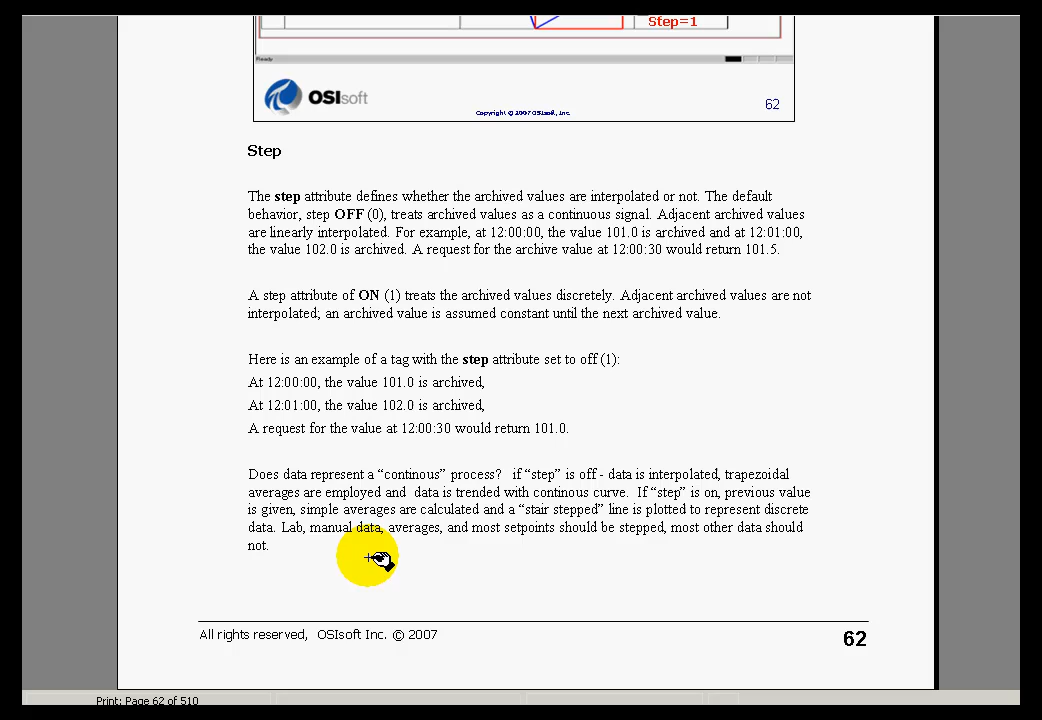 Step=1
Ready
OSIsoft
Copyright © 2007 OSIsoft, Inc.
62
Step
The step attribute defines whether the archived values are interpolated or not. The default
behavior, step OFF (0), treats archived values as a continuous signal. Adjacent archived values
are linearly interpolated. For example, at 12:00:00, the value 101.0 is archived and at 12:01:00,
the value 102.0 is archived. A request for the archive value at 12:00:30 would return 101.5.
A step attribute of ON (1) treats the archived values discretely. Adjacent archived values are not
interpolated; an archived value is assumed constant until the next archived value.
Here is an example of a tag with the step attribute set to off (1):
At 12:00:00, the value 101.0 is archived,
At 12:01:00, the value 102.0 is archived,
A request for the value at 12:00:30 would return 101.0.
Does data represent a “continous” process?   if “step” is off - data is interpolated, trapezoidal
averages are employed and  data is trended with continous curve.  If “step” is on, previous value
is given, simple averages are calculated and a “stair stepped” line is plotted to represent discrete
data. Lab, manual data, averages, and most setpoints should be stepped, most other data should
not.
All rights reserved,  OSIsoft Inc. © 2007
62
Print: Page 62 of 510